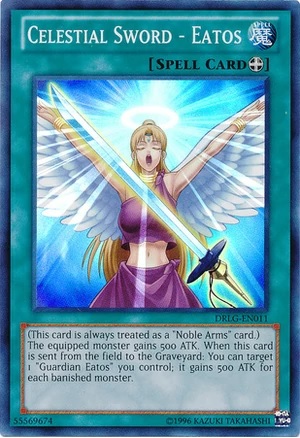 CELESTIAL SWORD - EATOS
魔
[SPELL CARD]
DRLG-EN011
(This card is always treated as a "Noble Arms" card.)
The equipped monster gains 500 ATK. When this
card is sent from the field to the Graveyard: You can target
1 "Guardian Eatos" you control; it gains 500 ATK for
each banished monster.
55569674
©1996 KAZUKI TAKAHASHI